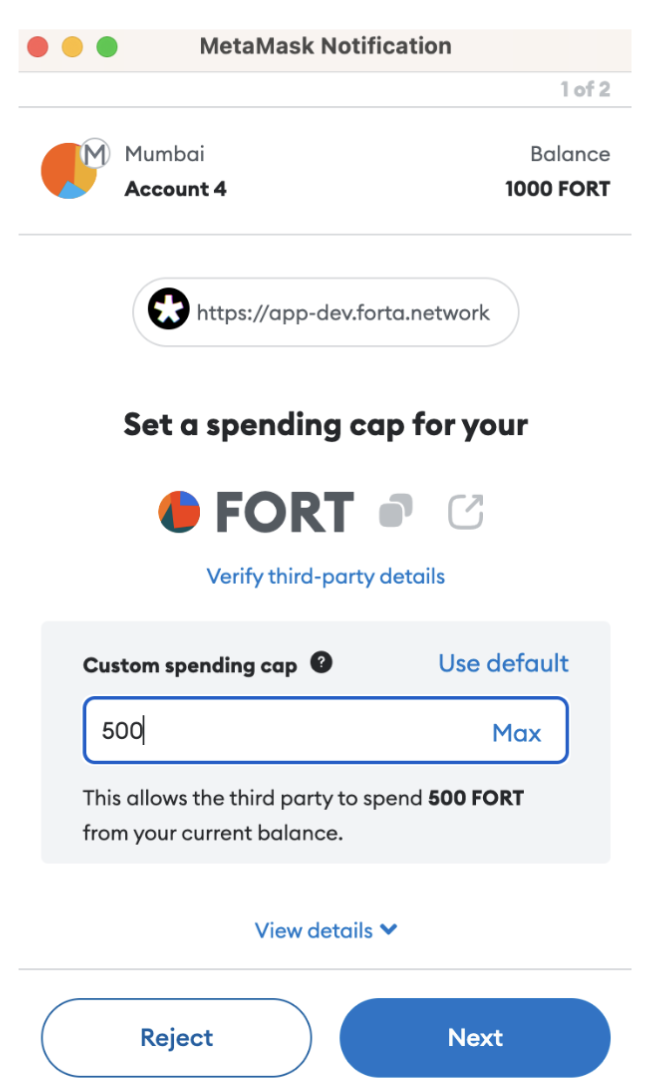 MetaMask Notification
1 of 2
M Mumbai Balance
Account 4 1000 FORT
https://app-dev.forta.network
Set a spending cap for your
FORT
Verify third-party details
Custom spending cap ? Use default
500 Max
This allows the third party to spend 500 FORT
from your current balance.
View details
Reject Next